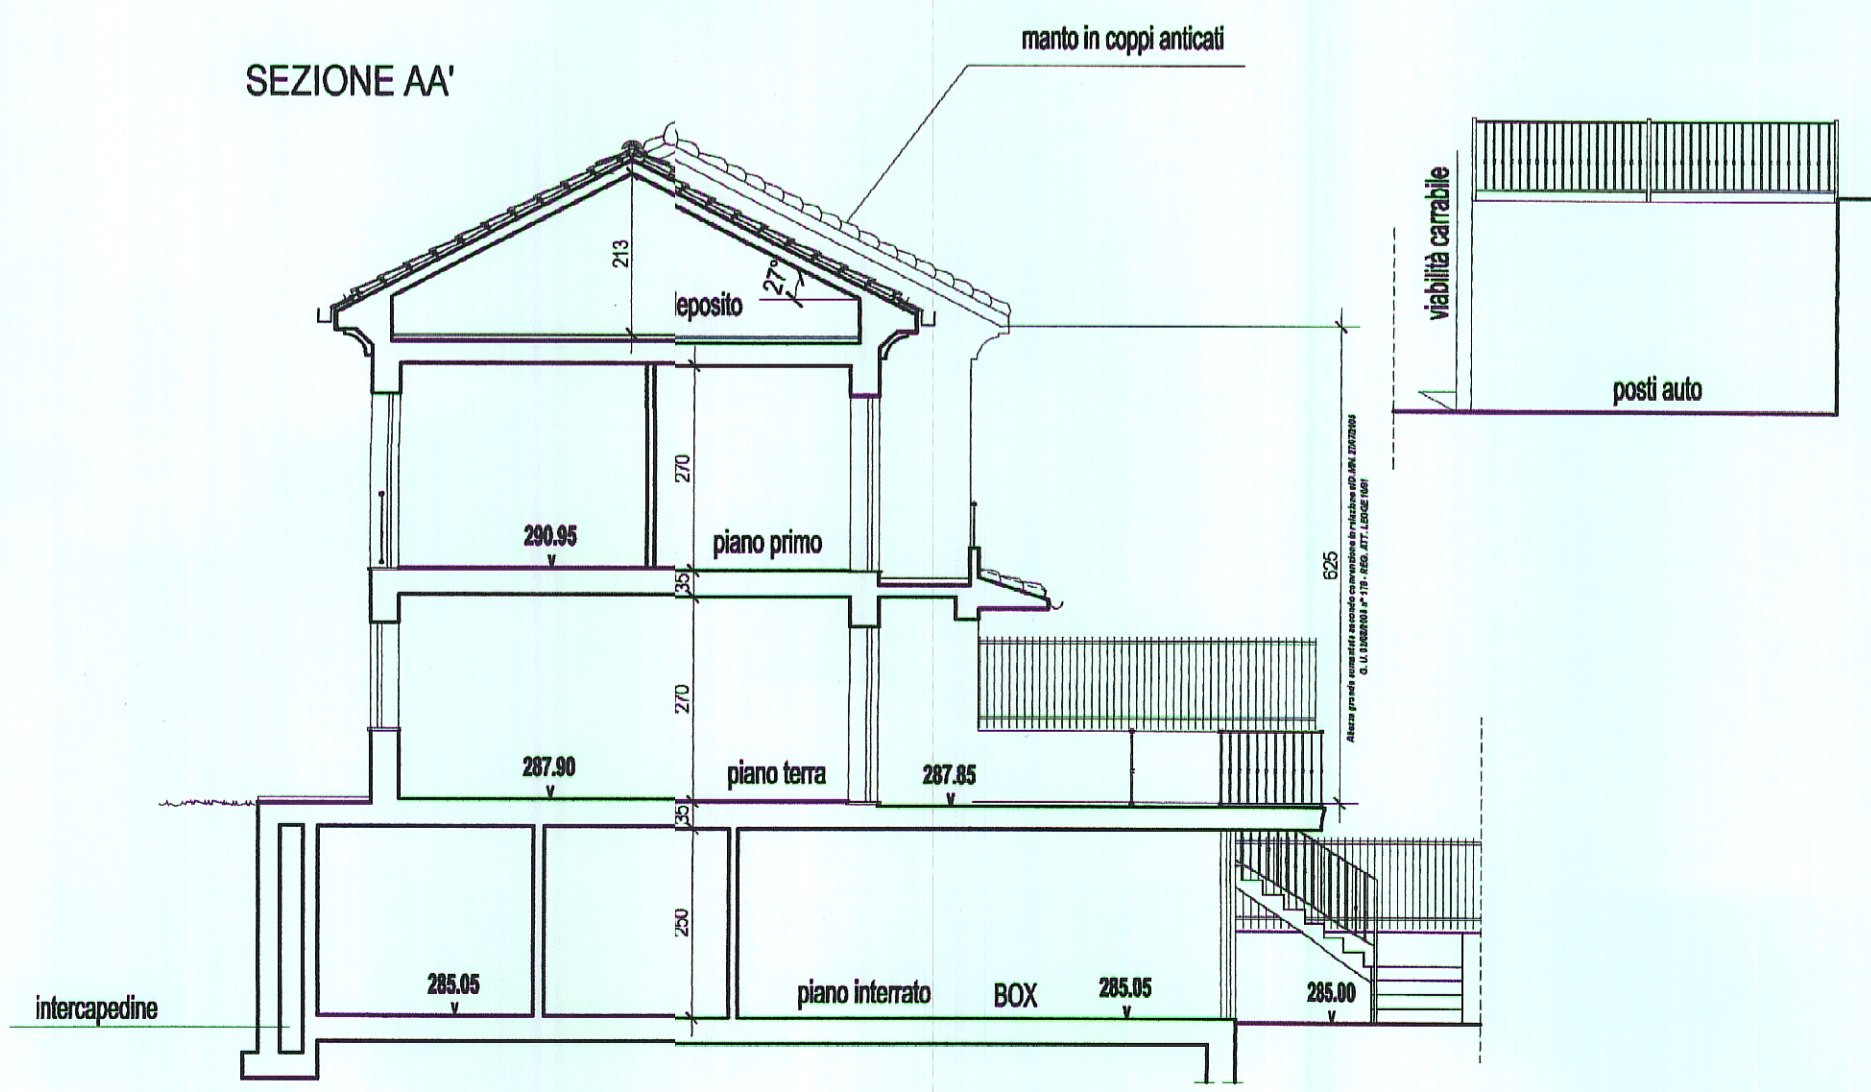 manto in coppi anticati
SEZIONE AA'
viabilità carrabile
213
27°
eposito
posti auto
270
290.95
piano primo
35
625
270
287.90
piano terra
287.85
35
250
285.05
piano interrato
BOX
285.05
285.00
intercapedine